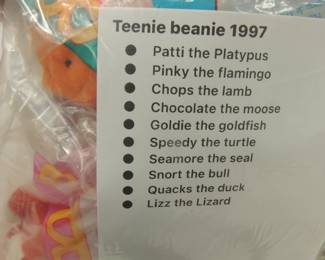 Teenie beanie 1997
● Patti the Platypus
● Pinky the flamingo
● Chops the lamb
● Chocolate the moose
● Goldie the goldfish
● Speedy the turtle
● Seamore the seal
● Snort the bull
● Quacks the duck
● Lizz the Lizard